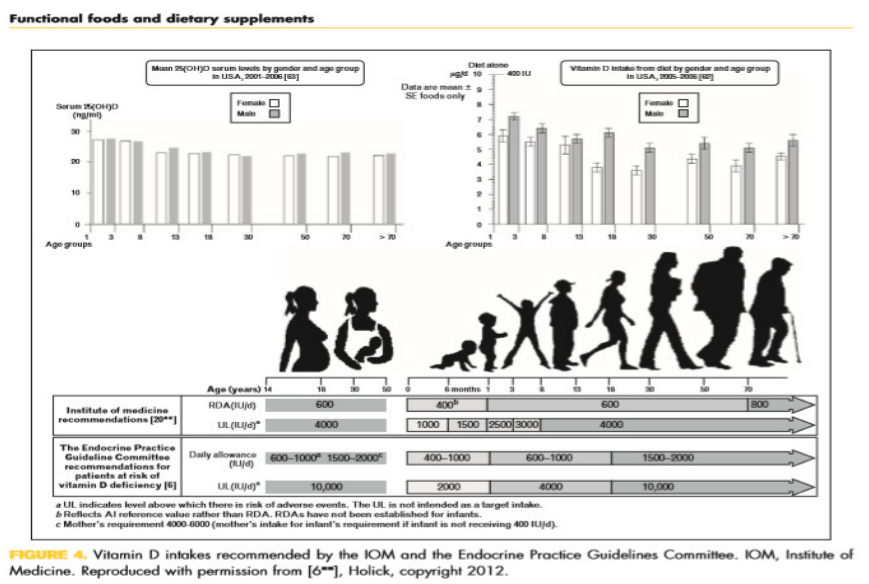 Functional foods and dietary supplements
Mean 25(OH)D serum levels by gender and age group
in USA, 2001–2006 [63]
Serum 25(OH)D
(ng/ml)
Female
Male
30
20
10
0
1 3 8 13 18 30 50 70 >70
Age groups
Diet alone
µg/d 10 400 IU
Data are mean ±
SE foods only
Vitamin D intake from diet by gender and age group
in USA, 2005–2006 [62]
Female
Male
9
8
7
6
5
4
3
2
1
0
1 3 8 13 18 30 50 70 >70
Age groups
Age (years) 14 18 30 50 0 6 months 1 3 8 13 18 30 50 70
Institute of medicine
recommendations [20**]
RDA(IU/d) 600 400b 600 800
UL(IU/d)a 4000 1000 1500 2500 3000 4000
The Endocrine Practice
Guideline Committee
recommendations for
patients at risk of
vitamin D deficiency [6]
Daily allowance
(IU/d)
600–1000a 1500–2000c 400–1000 600–1000 1500–2000
UL(IU/d)a 10,000 2000 4000 10,000
a UL indicates level above which there is risk of adverse events. The UL is not intended as a target intake.
b Reflects AI reference value rather than RDA. RDAs have not been established for infants.
c Mother's requirement 4000-6000 (mother's intake for infant's requirement if infant is not receiving 400 IU/d).
FIGURE 4. Vitamin D intakes recommended by the IOM and the Endocrine Practice Guidelines Committee. IOM, Institute of
Medicine. Reproduced with permission from [6**], Holick, copyright 2012.